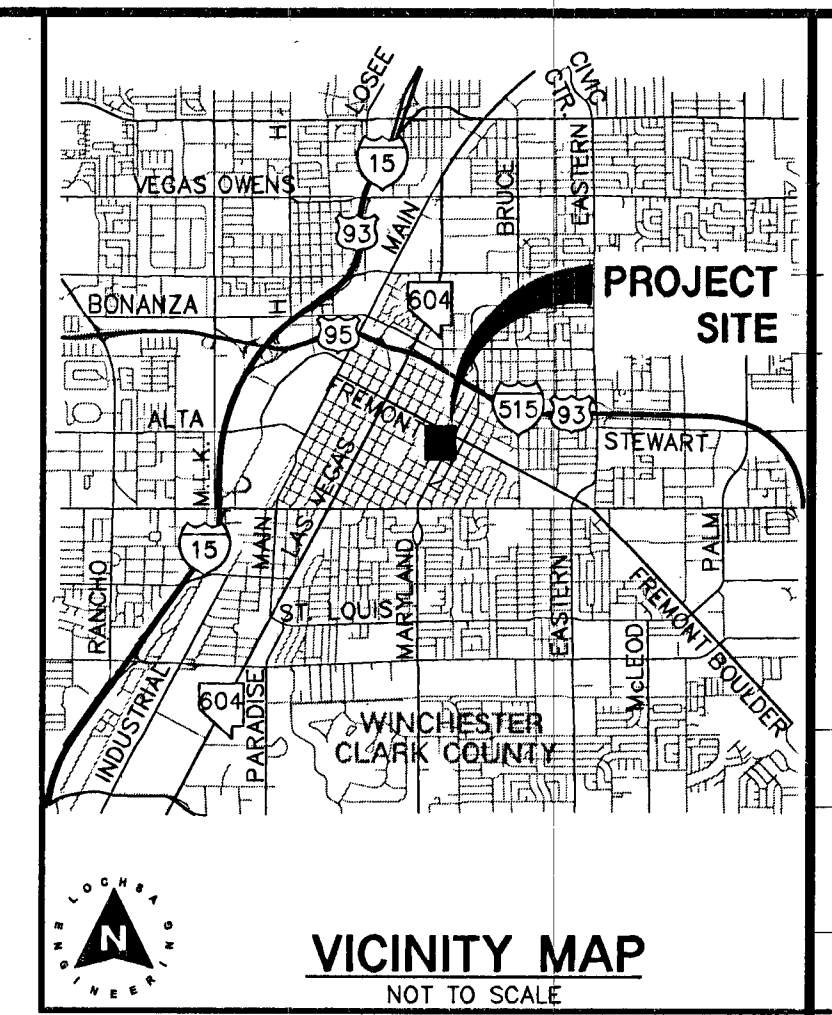 LOSEE
CIVIC
CTR.
H
15
VEGAS OWENS
BRUCE
EASTERN
93
MAIN
604
PROJECT
SITE
BONANZA
H
95
FREMONT
515
93
ALTA
STEWART
M.L.K.
LAS VEGAS
15
MAIN
MARYLAND
EASTERN
PALM
RANCHO
ST. LOUIS
FREMONT BOULDER
McLEOD
604
INDUSTRIAL
PARADISE
WINCHESTER
CLARK COUNTY
LOCHSA
ENGINEERING
N
VICINITY MAP
NOT TO SCALE